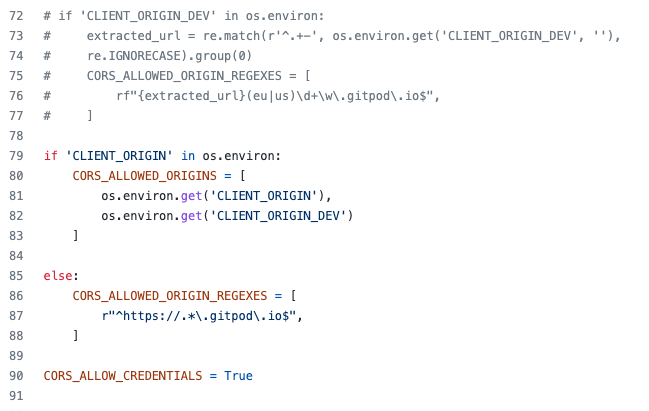 72 # if 'CLIENT_ORIGIN_DEV' in os.environ:
73 #     extracted_url = re.match(r'^.+-', os.environ.get('CLIENT_ORIGIN_DEV', ''),
74 #     re.IGNORECASE).group(0)
75 #     CORS_ALLOWED_ORIGIN_REGEXES = [
76 #         rf"{extracted_url}(eu|us)\d+\w\.gitpod\.io$",
77 #     ]
78
79 if 'CLIENT_ORIGIN' in os.environ:
80     CORS_ALLOWED_ORIGINS = [
81         os.environ.get('CLIENT_ORIGIN'),
82         os.environ.get('CLIENT_ORIGIN_DEV')
83     ]
84
85 else:
86     CORS_ALLOWED_ORIGIN_REGEXES = [
87         r"^https://.*\.gitpod\.io$",
88     ]
89
90 CORS_ALLOW_CREDENTIALS = True
91